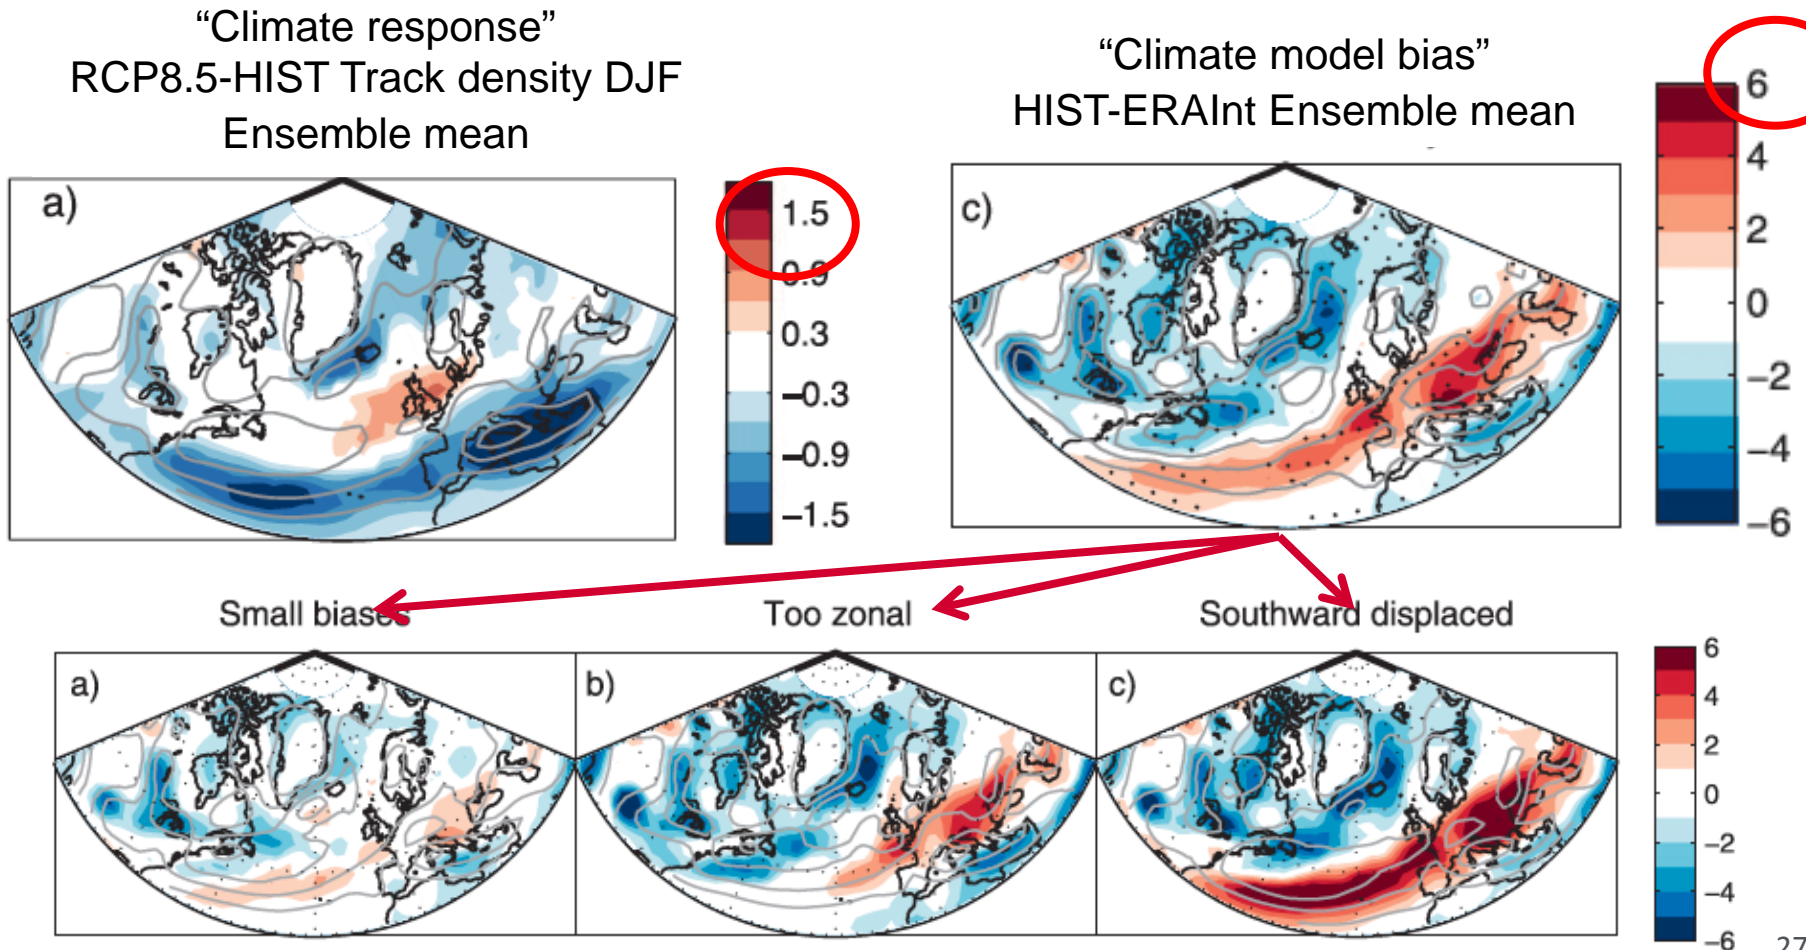 “Climate response”
RCP8.5-HIST Track density DJF
Ensemble mean
“Climate model bias”
HIST-ERAInt Ensemble mean
a)
1.5
0.9
0.3
−0.3
−0.9
−1.5
c)
6
4
2
0
−2
−4
−6
Small biases
Too zonal
Southward displaced
a)
b)
c)
6
4
2
0
−2
−4
−6
27